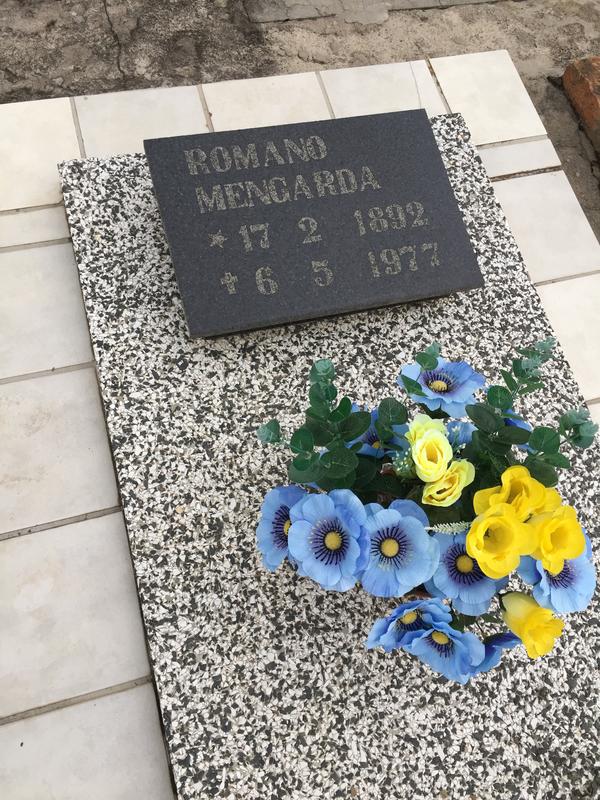 ROMANO
MENGARDA
★ 17 2 1892
✝ 6 5 1977